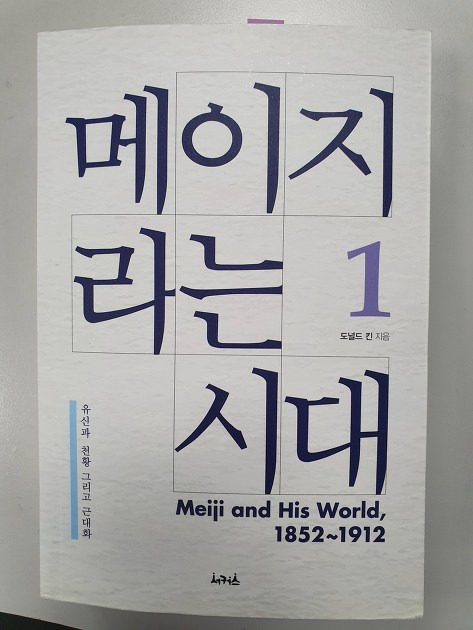 메이지
라는
1
도널드 킨 지음
시대
유신과 천황 그리고 근대화
Meiji and His World,
1852~1912
서커스